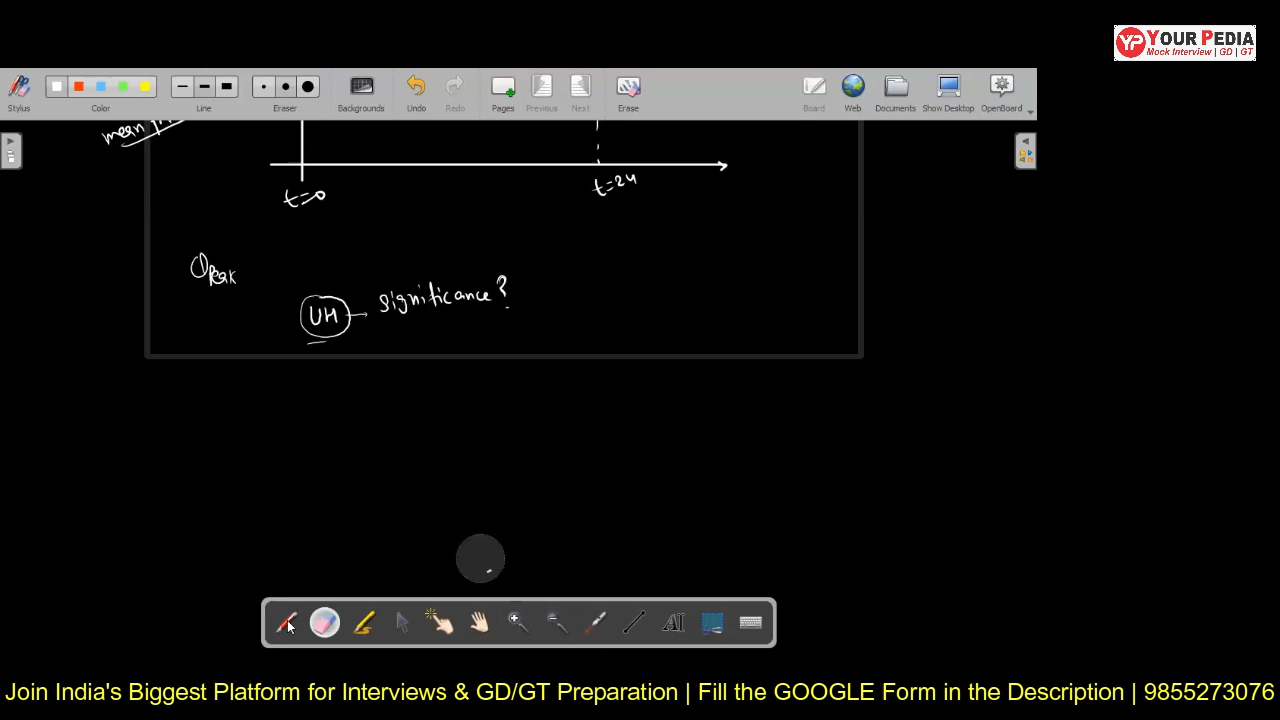 YOUR PEDIA
Mock Interview | GD | GT
Stylus Color Line Eraser Backgrounds Undo Redo Pages Previous Next Erase Board Web Documents Show Desktop OpenBoard
mean
t=0
t=24
QPeak
UH → significance?
Join India's Biggest Platform for Interviews & GD/GT Preparation | Fill the GOOGLE Form in the Description | 9855273076